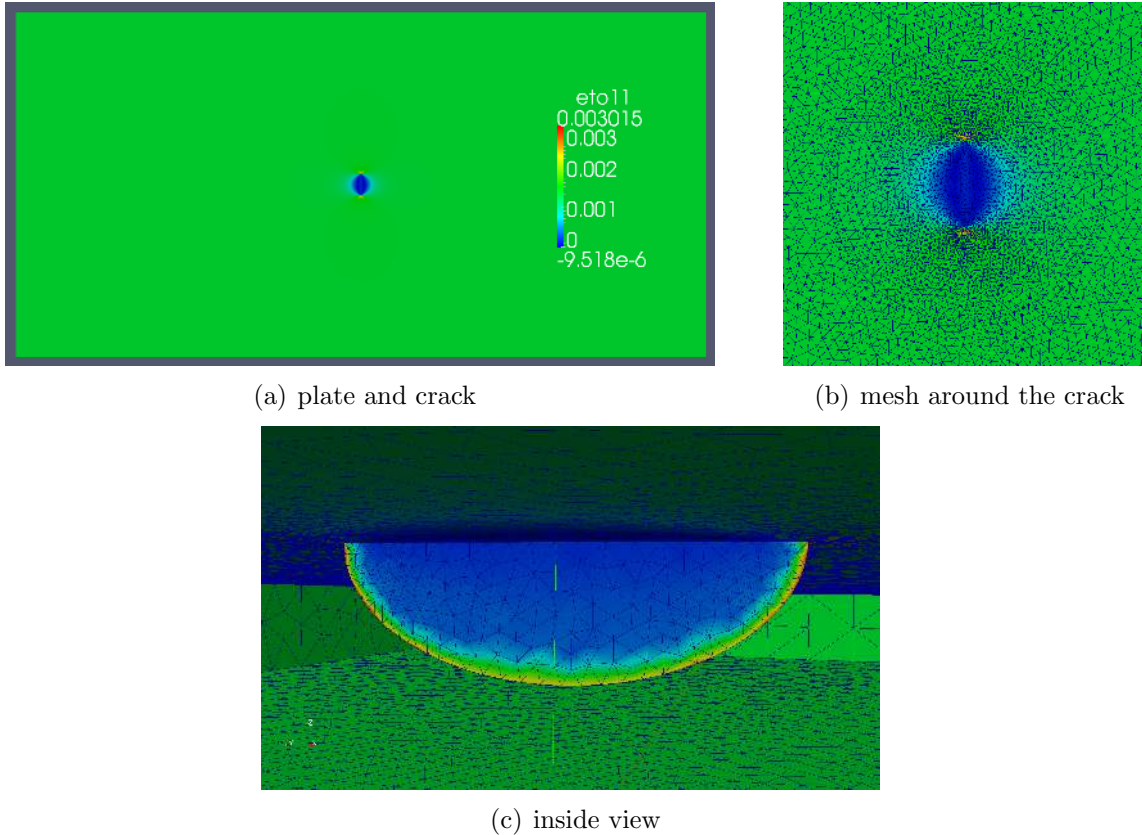 eto11
0.003015
0.003
0.002
0.001
0
-9.518e-6
(a) plate and crack
(b) mesh around the crack
z
Y
(c) inside view